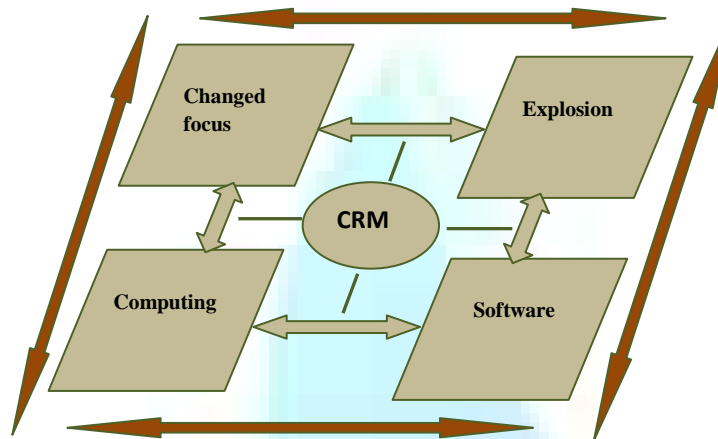 Changed
focus
Explosion
CRM
Computing
Software